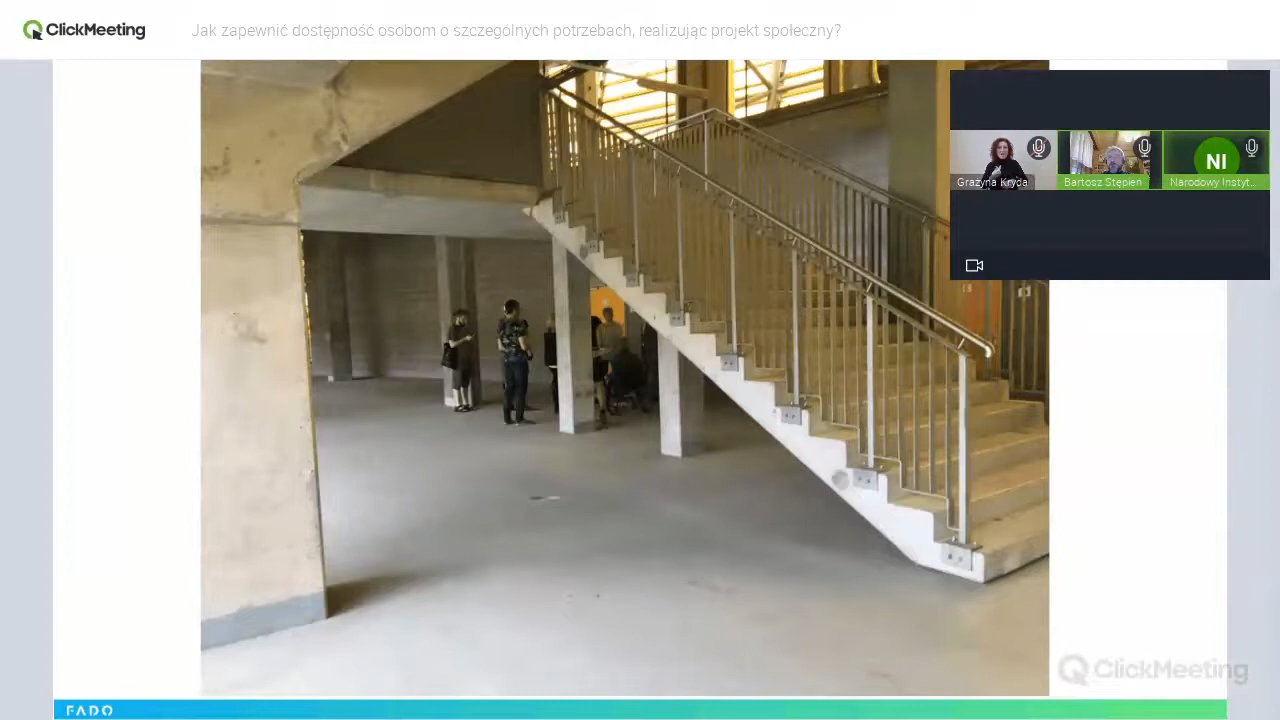 ClickMeeting
Jak zapewnić dostępność osobom o szczególnych potrzebach, realizując projekt społeczny?
NI
Grażyna Kryda
Bartosz Stępień
Narodowy Instyt...
ClickMeeting
FADO